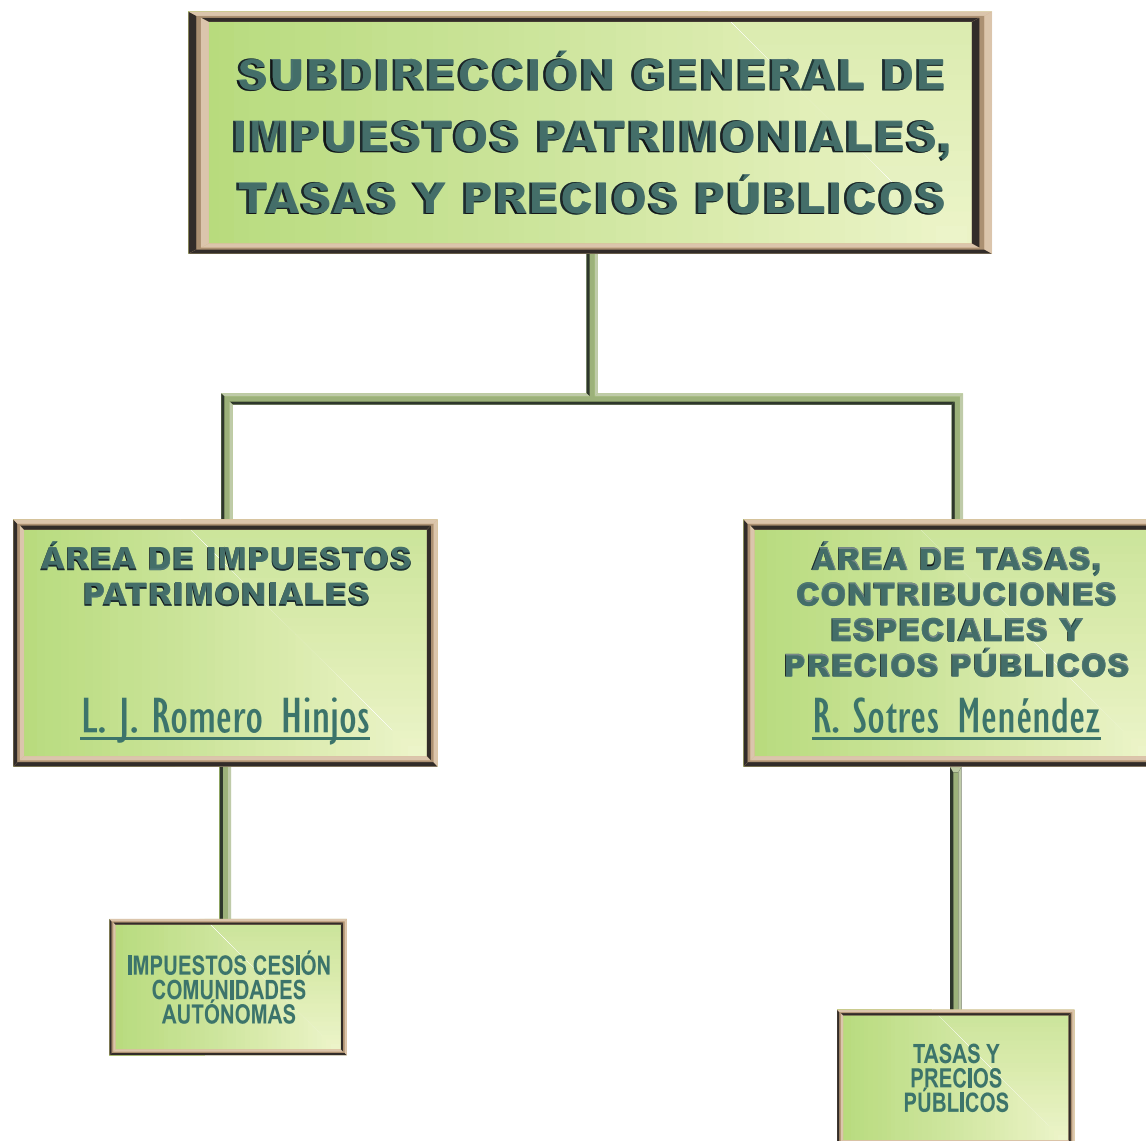 SUBDIRECCIÓN GENERAL DE
IMPUESTOS PATRIMONIALES,
TASAS Y PRECIOS PÚBLICOS
ÁREA DE IMPUESTOS
PATRIMONIALES
L. J. Romero Hinjos
ÁREA DE TASAS,
CONTRIBUCIONES
ESPECIALES Y
PRECIOS PÚBLICOS
R. Sotres Menéndez
IMPUESTOS CESIÓN
COMUNIDADES
AUTÓNOMAS
TASAS Y
PRECIOS
PÚBLICOS